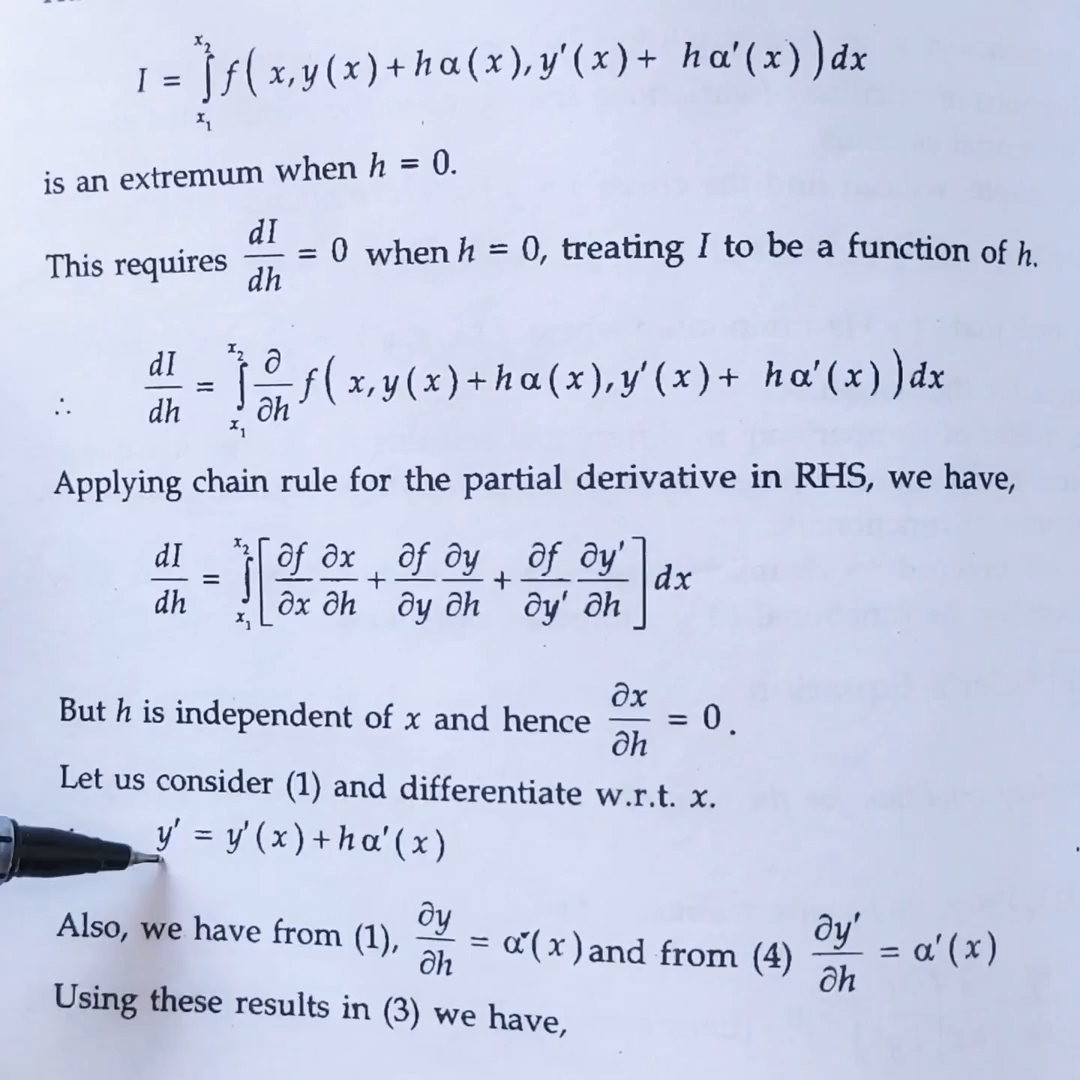 I = ∫_{x₁}^{x₂} f( x, y(x) + hα(x), y'(x) + hα'(x) ) dx
is an extremum when h = 0.
This requires dI/dh = 0 when h = 0, treating I to be a function of h.
∴ dI/dh = ∫_{x₁}^{x₂} ∂/∂h f( x, y(x) + hα(x), y'(x) + hα'(x) ) dx
Applying chain rule for the partial derivative in RHS, we have,
dI/dh = ∫_{x₁}^{x₂} [ ∂f/∂x ∂x/∂h + ∂f/∂y ∂y/∂h + ∂f/∂y' ∂y'/∂h ] dx
But h is independent of x and hence ∂x/∂h = 0.
Let us consider (1) and differentiate w.r.t. x.
y' = y'(x) + hα'(x)
Also, we have from (1), ∂y/∂h = α(x) and from (4) ∂y'/∂h = α'(x)
Using these results in (3) we have,